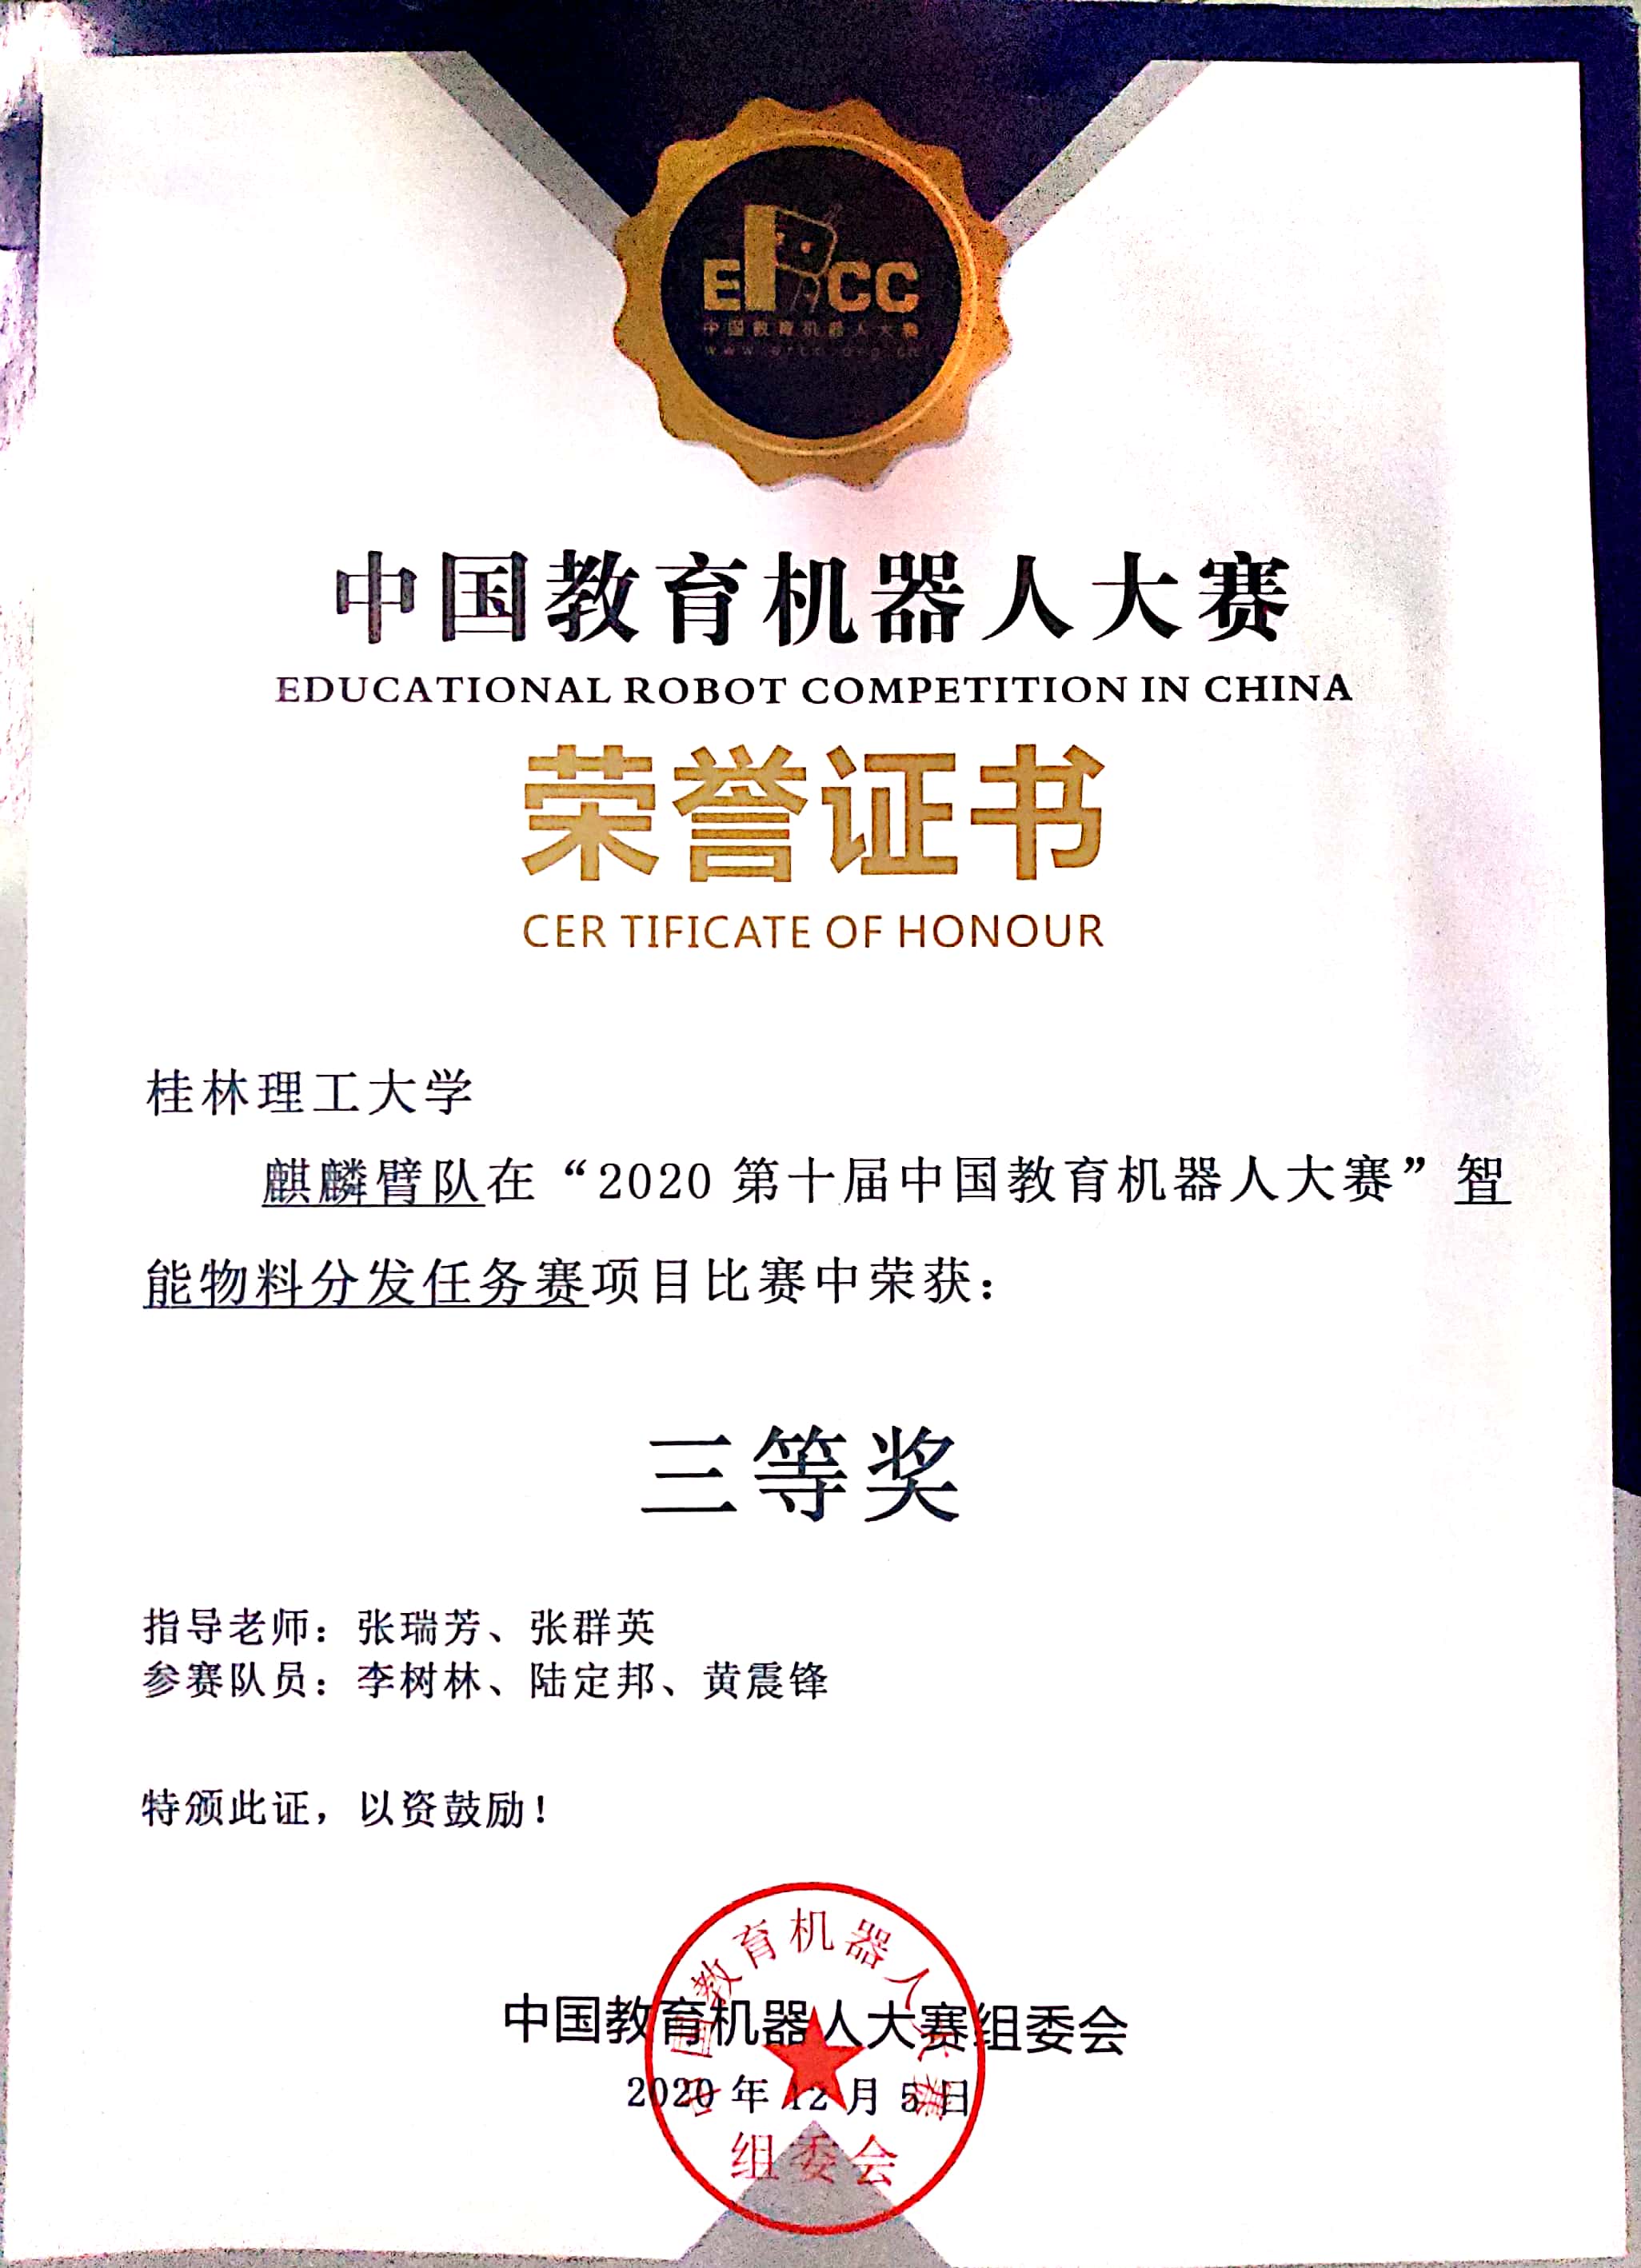 ERCC
中国教育机器人大赛
www.ercc.org.cn
中国教育机器人大赛
EDUCATIONAL ROBOT COMPETITION IN CHINA
荣誉证书
CER TIFICATE OF HONOUR
桂林理工大学
麒麟臂队在“2020 第十届中国教育机器人大赛”智
能物料分发任务赛项目比赛中荣获：
三等奖
指导老师：张瑞芳、张群英
参赛队员：李树林、陆定邦、黄震锋
特颁此证，以资鼓励！
中国教育机器人大赛组委会
2020 年 12 月 5 日
中国教育机器人大赛
组委会